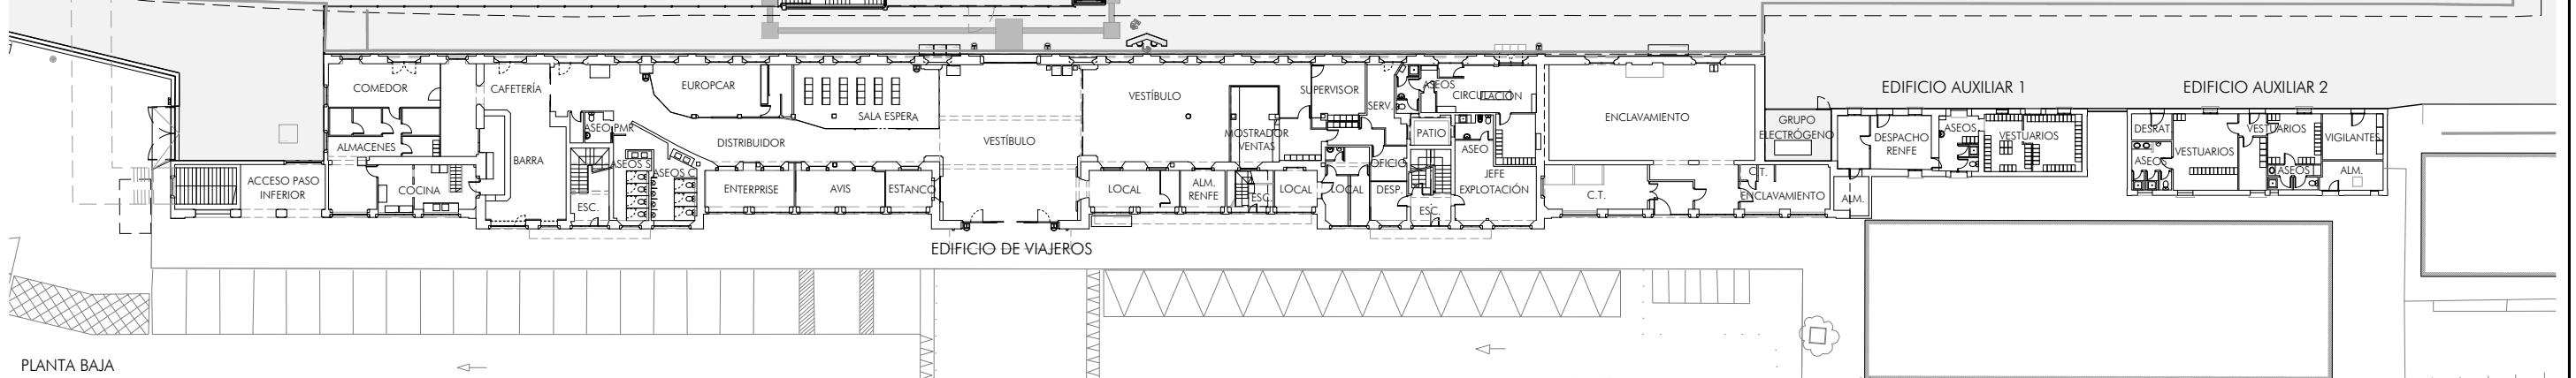 EDIFICIO AUXILIAR 1
EDIFICIO AUXILIAR 2
COMEDOR
CAFETERÍA
EUROPCAR
SALA ESPERA
VESTÍBULO
SUPERVISOR
SERV.
ASEOS
CIRCULACIÓN
ENCLAVAMIENTO
GRUPO
ELECTRÓGENO
DESPACHO
RENFE
ASEOS
VESTUARIOS
DESRAT.
VESTUARIOS
VESTUARIOS
VIGILANTES
ASEO PMR
DISTRIBUIDOR
VESTÍBULO
MOSTRADOR
VENTAS
PATIO
ASEO
ALMACENES
BARRA
ASEOS S
ASEOS C
OFICIO
ASEOS
ASEOS
ALM.
ACCESO PASO
INFERIOR
COCINA
ENTERPRISE
AVIS
ESTANCO
LOCAL
ALM.
RENFE
ESC.
LOCAL
LOCAL
DESP.
JEFE
EXPLOTACIÓN
C.T.
C.T.
ENCLAVAMIENTO
ALM.
ESC.
ESC.
EDIFICIO DE VIAJEROS
PLANTA BAJA